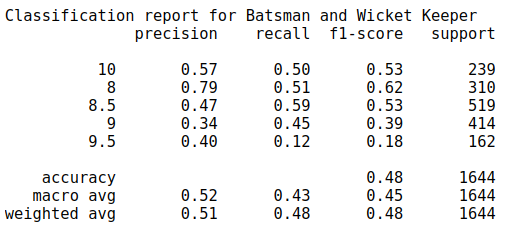 Classification report for Batsman and Wicket Keeper
precision recall f1-score support
10 0.57 0.50 0.53 239
8 0.79 0.51 0.62 310
8.5 0.47 0.59 0.53 519
9 0.34 0.45 0.39 414
9.5 0.40 0.12 0.18 162
accuracy 0.48 1644
macro avg 0.52 0.43 0.45 1644
weighted avg 0.51 0.48 0.48 1644